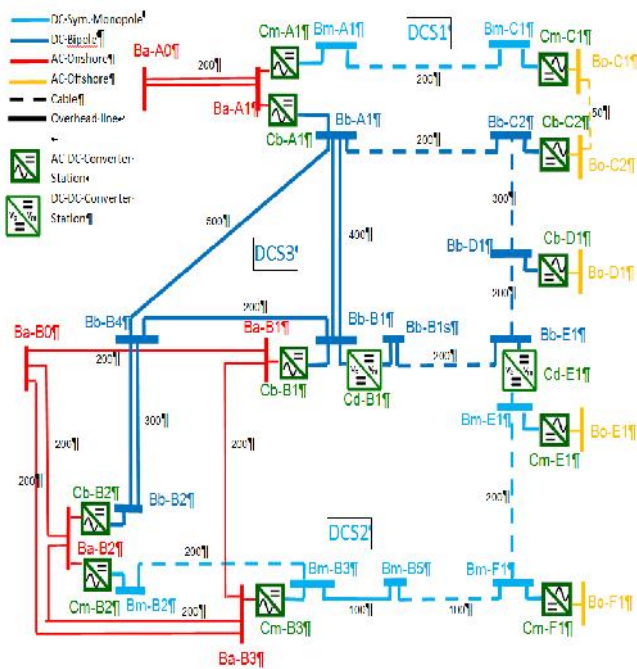 DC-Sym.-Monopole¶
DC-Bipole¶
AC-Onshore¶
AC-Offshore¶
Cable¶
Overhead-line↵
↵
AC-DC-Converter-
Station↵
DC-DC-Converter-
Station¶
Ba-A0¶
200¶
Ba-A1¶
Cm-A1¶
Bm-A1¶
DCS1¶
200¶
Bm-C1¶
Cm-C1¶
Bo-C1¶
50¶
Cb-A1¶
Bb-A1¶
200¶
Bb-C2¶
Cb-C2¶
Bo-C2¶
300¶
500¶
400¶
DCS3¶
Bb-D1¶
Cb-D1¶
Bo-D1¶
200¶
200¶
Ba-B0¶
200¶
Bb-B4¶
Ba-B1¶
Bb-B1¶
Bb-B1s¶
200¶
Bb-E1¶
Cb-B1¶
Cd-B1¶
Cd-E1¶
Bm-E1¶
Cm-E1¶
Bo-E1¶
200¶
200¶
300¶
200¶
200¶
Cb-B2¶
Bb-B2¶
Ba-B2¶
Cm-B2¶
Bm-B2¶
200¶
DCS2¶
Bm-B3¶
Bm-B5¶
Bm-F1¶
200¶
100¶
100¶
Bo-F1¶
Cm-B3¶
Cm-F1¶
Ba-B3¶